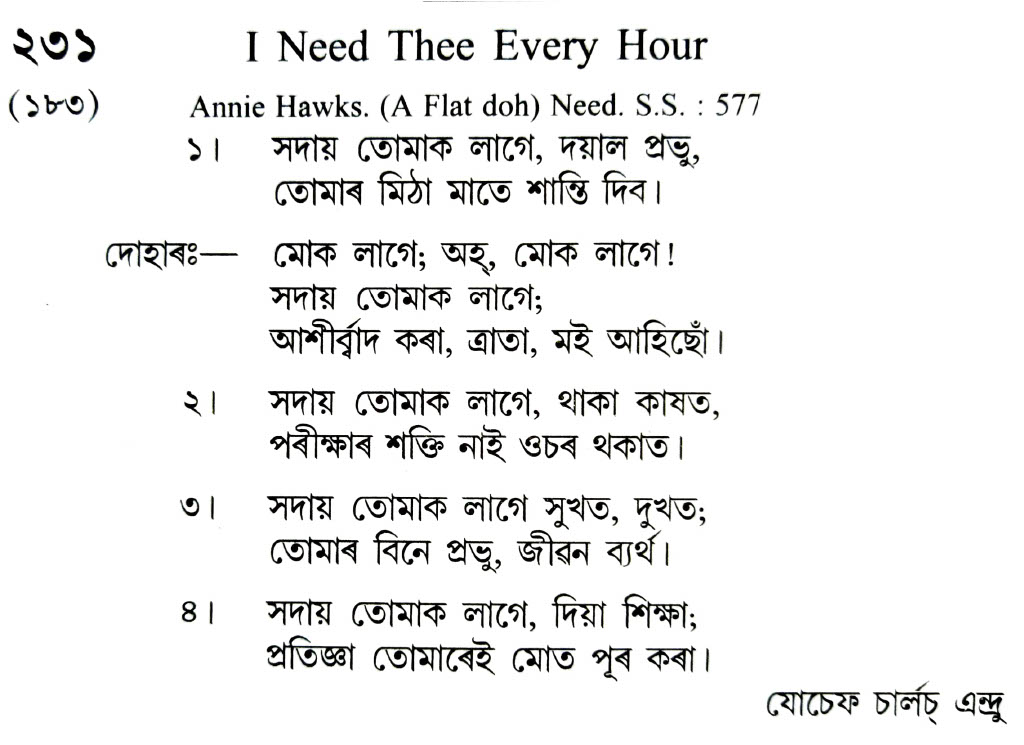 ২৩১ I Need Thee Every Hour
(১৮৩) Annie Hawks. (A Flat doh) Need. S.S. : 577
১। সদায় তোমাক লাগে, দয়াল প্ৰভু,
তোমাৰ মিঠা মাতে শান্তি দিব।
দোহাৰঃ— মোক লাগে; অহ্, মোক লাগে!
সদায় তোমাক লাগে;
আশীৰ্ব্বাদ কৰা, ত্ৰাতা, মই আহিছোঁ।
২। সদায় তোমাক লাগে, থাকা কাষত,
পৰীক্ষাৰ শক্তি নাই ওচৰ থকাত।
৩। সদায় তোমাক লাগে সুখত, দুখত;
তোমাৰ বিনে প্ৰভু, জীৱন ব্যৰ্থ।
৪। সদায় তোমাক লাগে, দিয়া শিক্ষা;
প্ৰতিজ্ঞা তোমাৰেই মোত পূৰ কৰা।
যোচেফ চাৰ্লচ্ এন্দ্ৰু